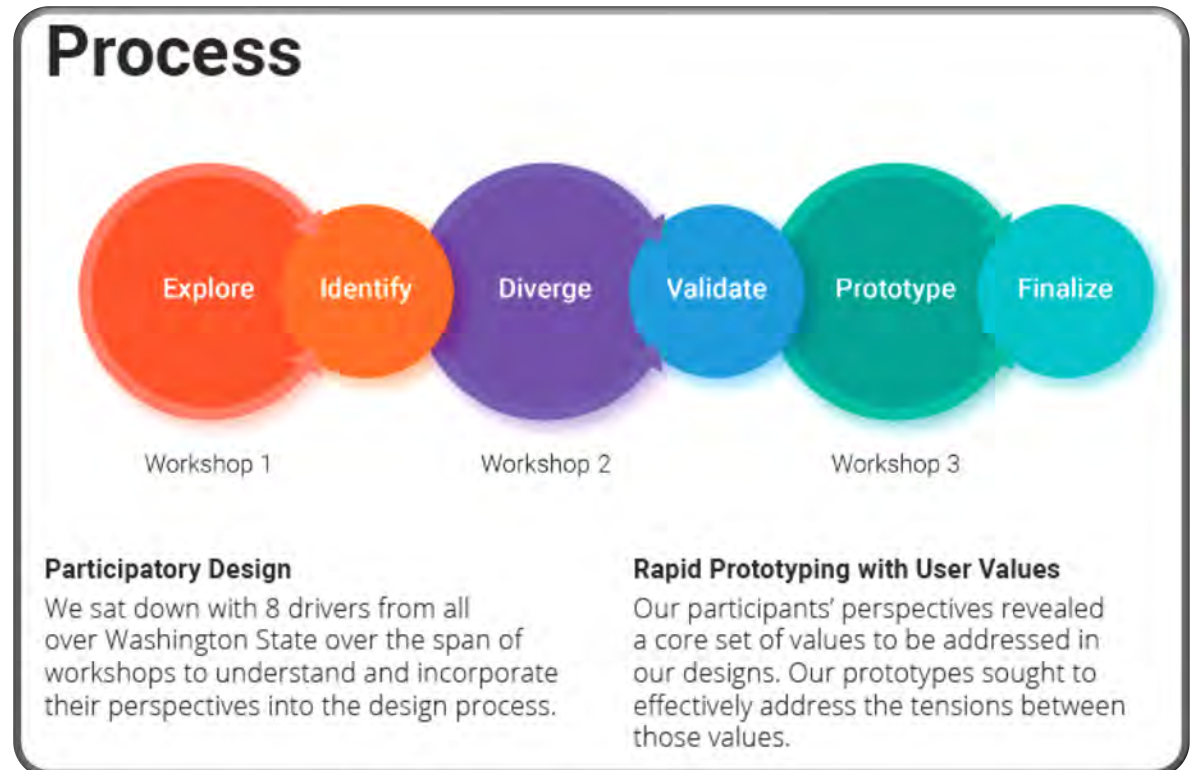 Process
Explore Identify Diverge Validate Prototype Finalize
Workshop 1 Workshop 2 Workshop 3
Participatory Design
We sat down with 8 drivers from all
over Washington State over the span of
workshops to understand and incorporate
their perspectives into the design process.
Rapid Prototyping with User Values
Our participants’ perspectives revealed
a core set of values to be addressed in
our designs. Our prototypes sought to
effectively address the tensions between
those values.